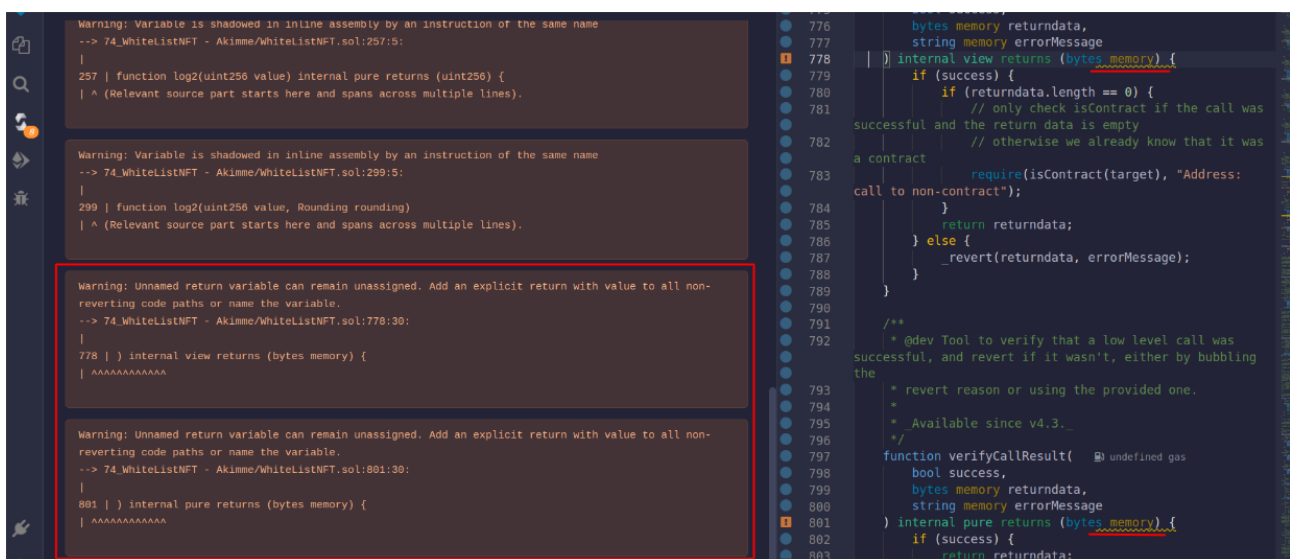 Warning: Variable is shadowed in inline assembly by an instruction of the same name
--> 74_WhiteListNFT - Akimme/WhiteListNFT.sol:257:5:
|
257 | function log2(uint256 value) internal pure returns (uint256) {
| ^ (Relevant source part starts here and spans across multiple lines).
Warning: Variable is shadowed in inline assembly by an instruction of the same name
--> 74_WhiteListNFT - Akimme/WhiteListNFT.sol:299:5:
|
299 | function log2(uint256 value, Rounding rounding)
| ^ (Relevant source part starts here and spans across multiple lines).
Warning: Unnamed return variable can remain unassigned. Add an explicit return with value to all non-
reverting code paths or name the variable.
--> 74_WhiteListNFT - Akimme/WhiteListNFT.sol:778:30:
|
778 | ) internal view returns (bytes memory) {
| ^^^^^^^^^^^^
Warning: Unnamed return variable can remain unassigned. Add an explicit return with value to all non-
reverting code paths or name the variable.
--> 74_WhiteListNFT - Akimme/WhiteListNFT.sol:801:30:
|
801 | ) internal pure returns (bytes memory) {
| ^^^^^^^^^^^^
8
775 bool success,
776 bytes memory returndata,
777 string memory errorMessage
778 ) internal view returns (bytes memory) {
779 if (success) {
780 if (returndata.length == 0) {
781 // only check isContract if the call was
successful and the return data is empty
782 // otherwise we already know that it was
a contract
783 require(isContract(target), "Address:
call to non-contract");
784 }
785 return returndata;
786 } else {
787 _revert(returndata, errorMessage);
788 }
789 }
790
791 /**
792 * @dev Tool to verify that a low level call was
successful, and revert if it wasn't, either by bubbling
the
793 * revert reason or using the provided one.
794 *
795 * _Available since v4.3._
796 */
797 function verifyCallResult( undefined gas
798 bool success,
799 bytes memory returndata,
800 string memory errorMessage
801 ) internal pure returns (bytes memory) {
802 if (success) {
803 return returndata;